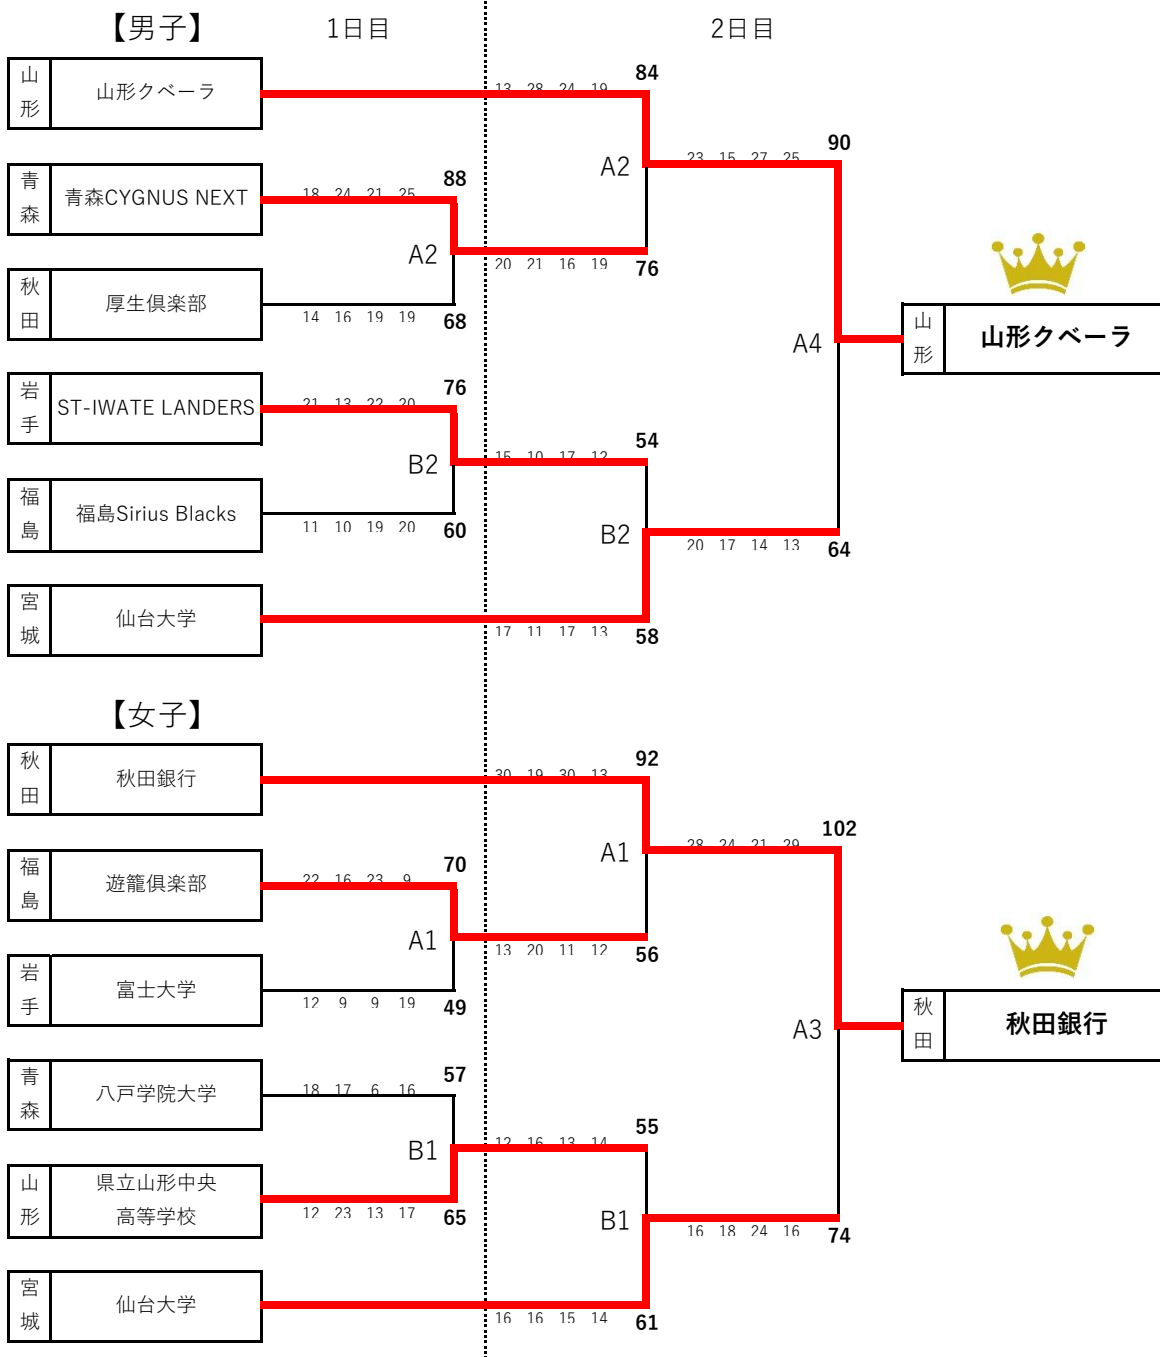 【男子】 1日目 2日目
山形 山形クベーラ
13 28 24 19 84
A2
23 15 27 25 90
青森 青森CYGNUS NEXT
18 24 21 25 88
A2
20 21 16 19 76
秋田 厚生倶楽部
14 16 19 19 68
A4
山形 山形クベーラ
岩手 ST-IWATE LANDERS
21 13 22 20 76
B2
15 10 17 12 54
福島 福島Sirius Blacks
11 10 19 20 60
B2
20 17 14 13 64
宮城 仙台大学
17 11 17 13 58
【女子】
秋田 秋田銀行
30 19 30 13 92
A1
28 24 21 29 102
福島 遊籠倶楽部
22 16 23 9 70
A1
13 20 11 12 56
岩手 富士大学
12 9 9 19 49
A3
秋田 秋田銀行
青森 八戸学院大学
18 17 6 16 57
B1
12 16 13 14 55
山形 県立山形中央
高等学校
12 23 13 17 65
B1
16 18 24 16 74
宮城 仙台大学
16 16 15 14 61